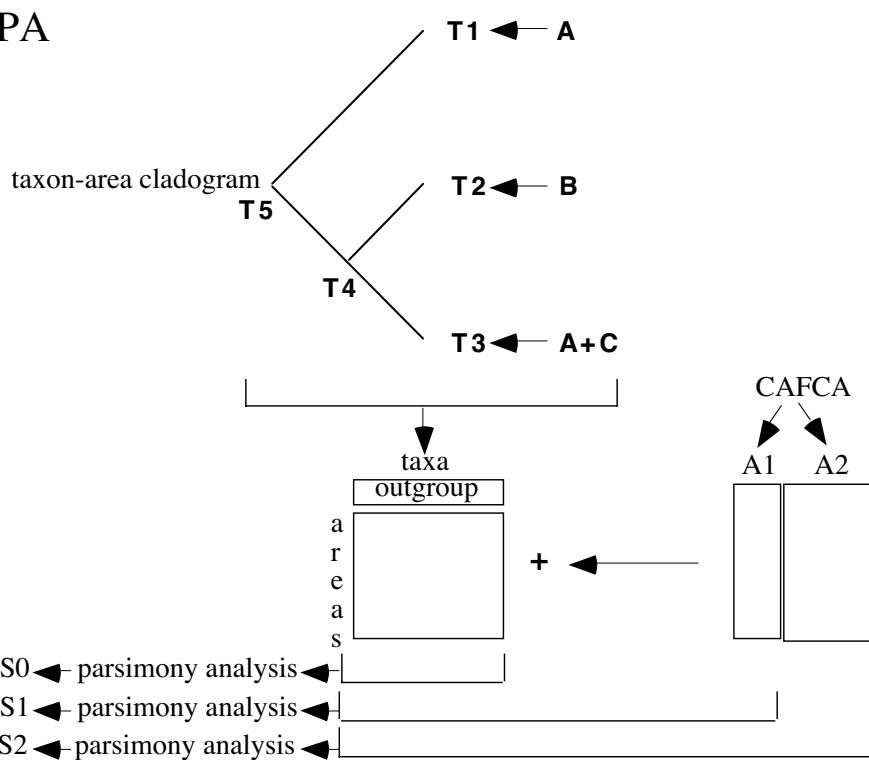 PA
T1 A
taxon-area cladogram
T2 B
T5
T4
T3 A+C
CAFCA
taxa
A1 A2
outgroup
areas
+
S0 parsimony analysis
S1 parsimony analysis
S2 parsimony analysis